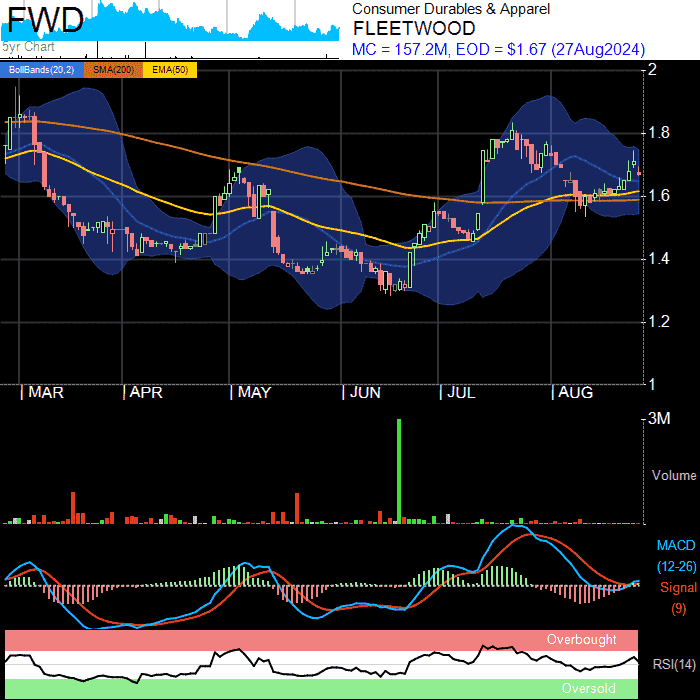 FWD
5yr Chart
Consumer Durables & Apparel
FLEETWOOD
MC = 157.2M, EOD = $1.67 (27Aug2024)
BollBands(20,2) SMA(200) EMA(50)
2
1.8
1.6
1.4
1.2
1
| MAR | APR | MAY | JUN | JUL | AUG
3M
Volume
MACD
(12-26)
Signal
(9)
Overbought
RSI(14)
Oversold